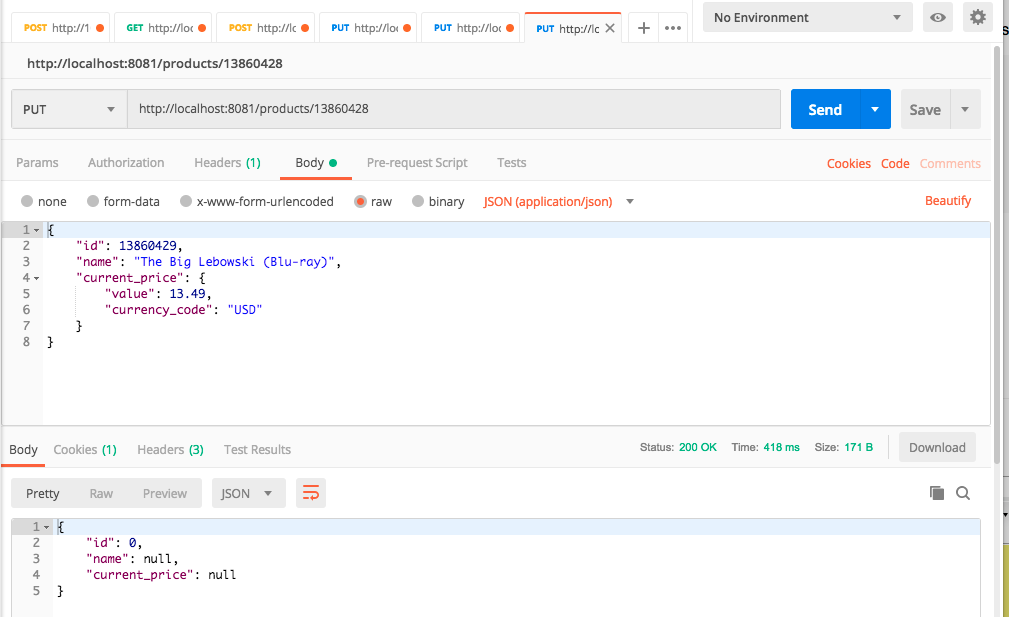 POST http://1 GET http://loc POST http://lc PUT http://loc PUT http://loc PUT http://lc No Environment
http://localhost:8081/products/13860428
PUT http://localhost:8081/products/13860428 Send Save
Params Authorization Headers (1) Body Pre-request Script Tests Cookies Code Comments
none form-data x-www-form-urlencoded raw binary JSON (application/json) Beautify
1 {
2 "id": 13860429,
3 "name": "The Big Lebowski (Blu-ray)",
4 "current_price": {
5 "value": 13.49,
6 "currency_code": "USD"
7 }
8 }
Body Cookies (1) Headers (3) Test Results Status: 200 OK Time: 418 ms Size: 171 B Download
Pretty Raw Preview JSON
1 {
2 "id": 0,
3 "name": null,
4 "current_price": null
5 }